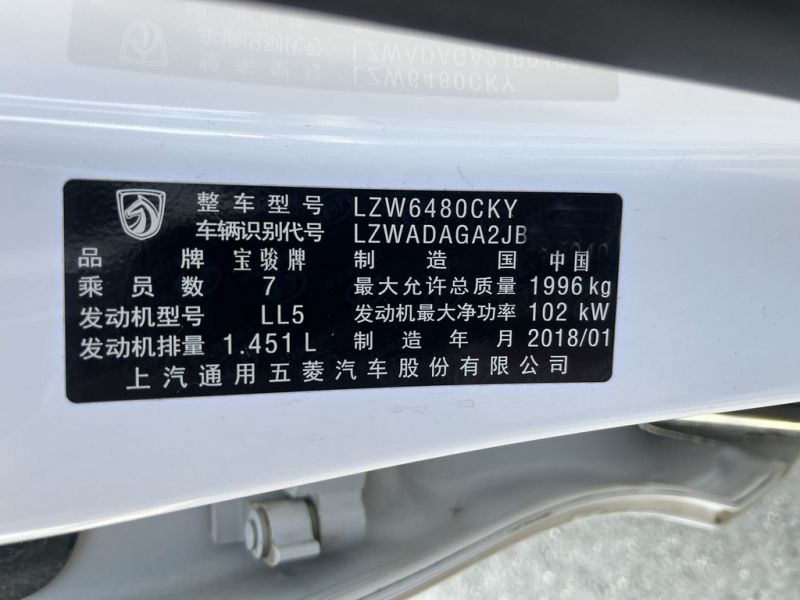 整车型号 LZW6480CKY
车辆识别代号 LZWADAGA2JB
品牌 宝骏牌 制造国 中国
乘员数 7 最大允许总质量 1996 kg
发动机型号 LL5 发动机最大净功率 102 kW
发动机排量 1.451 L 制造年月 2018/01
上汽通用五菱汽车股份有限公司